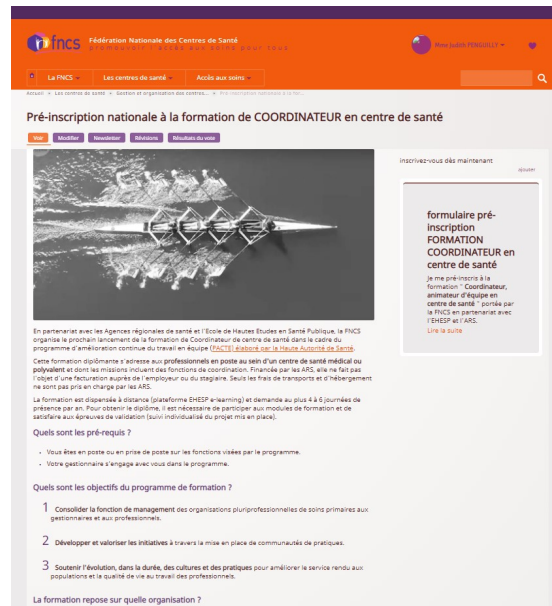 fncs
Fédération Nationale des Centres de Santé
promouvoir l'accès aux soins pour tous
Mme Judith PENGUILLY
La FNCS
Les centres de santé
Accès aux soins
Accueil » Les centres de santé » Gestion et organisation des centres... » Pré-inscription nationale à la for...
Pré-inscription nationale à la formation de COORDINATEUR en centre de santé
Voir
Modifier
Newsletter
Révisions
Résultats du vote
En partenariat avec les Agences régionales de santé et l'Ecole de Hautes Etudes en Santé Publique, la FNCS
organise le prochain lancement de la formation de Coordinateur de centre de santé dans le cadre du
programme d'amélioration continue du travail en équipe (PACTE) élaboré par la Haute Autorité de Santé.
Cette formation diplômante s'adresse aux professionnels en poste au sein d'un centre de santé médical ou
polyvalent et dont les missions incluent des fonctions de coordination. Financée par les ARS, elle ne fait pas
l'objet d'une facturation auprès de l'employeur ou du stagiaire. Seuls les frais de transports et d'hébergement
ne sont pas pris en charge par les ARS.
La formation est dispensée à distance (plateforme EHESP e-learning) et demande au plus 4 à 6 journées de
présence par an. Pour obtenir le diplôme, il est nécessaire de participer aux modules de formation et de
satisfaire aux épreuves de validation (suivi individualisé du projet mis en place).
Quels sont les pré-requis ?
Vous êtes en poste ou en prise de poste sur les fonctions visées par le programme.
Votre gestionnaire s'engage avec vous dans le programme.
Quels sont les objectifs du programme de formation ?
1 Consolider la fonction de management des organisations pluriprofessionnelles de soins primaires aux
gestionnaires et aux professionnels.
2 Développer et valoriser les initiatives à travers la mise en place de communautés de pratiques.
3 Soutenir l'évolution, dans la durée, des cultures et des pratiques pour améliorer le service rendu aux
populations et la qualité de vie au travail des professionnels.
La formation repose sur quelle organisation ?
inscrivez-vous dès maintenant
ajouter
formulaire pré-
inscription
FORMATION
COORDINATEUR en
centre de santé
Je me pré-inscris à la
formation " Coordinateur,
animateur d'équipe en
centre de santé " portée par
la FNCS en partenariat avec
l'EHESP et l'ARS.
Lire la suite